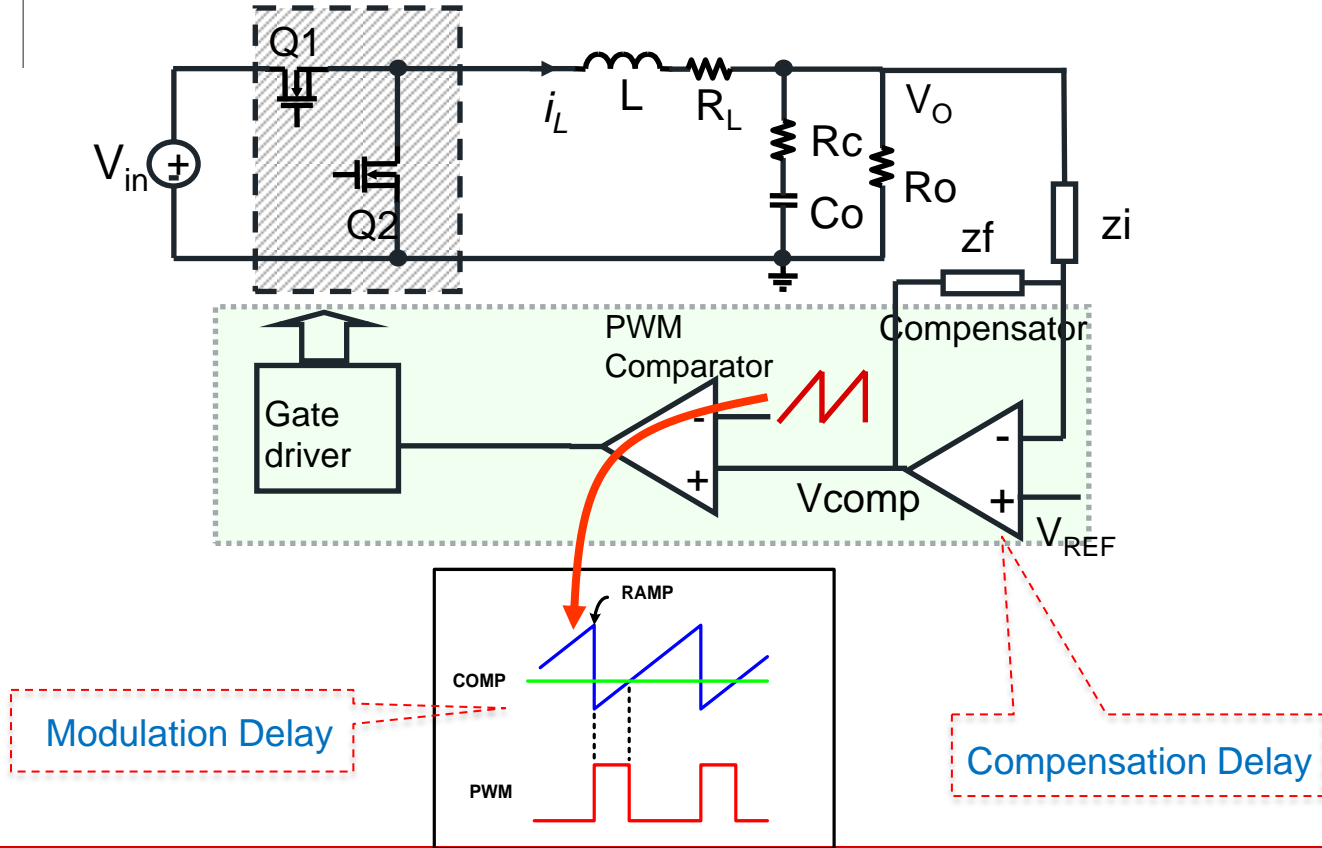 Q1
L
R_L
i_L
V_O
V_in
+
-
Rc
Ro
Q2
Co
zf
zi
PWM
Comparator
Compensator
Gate
driver
-
+
-
+
Vcomp
V_REF
RAMP
COMP
Modulation Delay
Compensation Delay
PWM